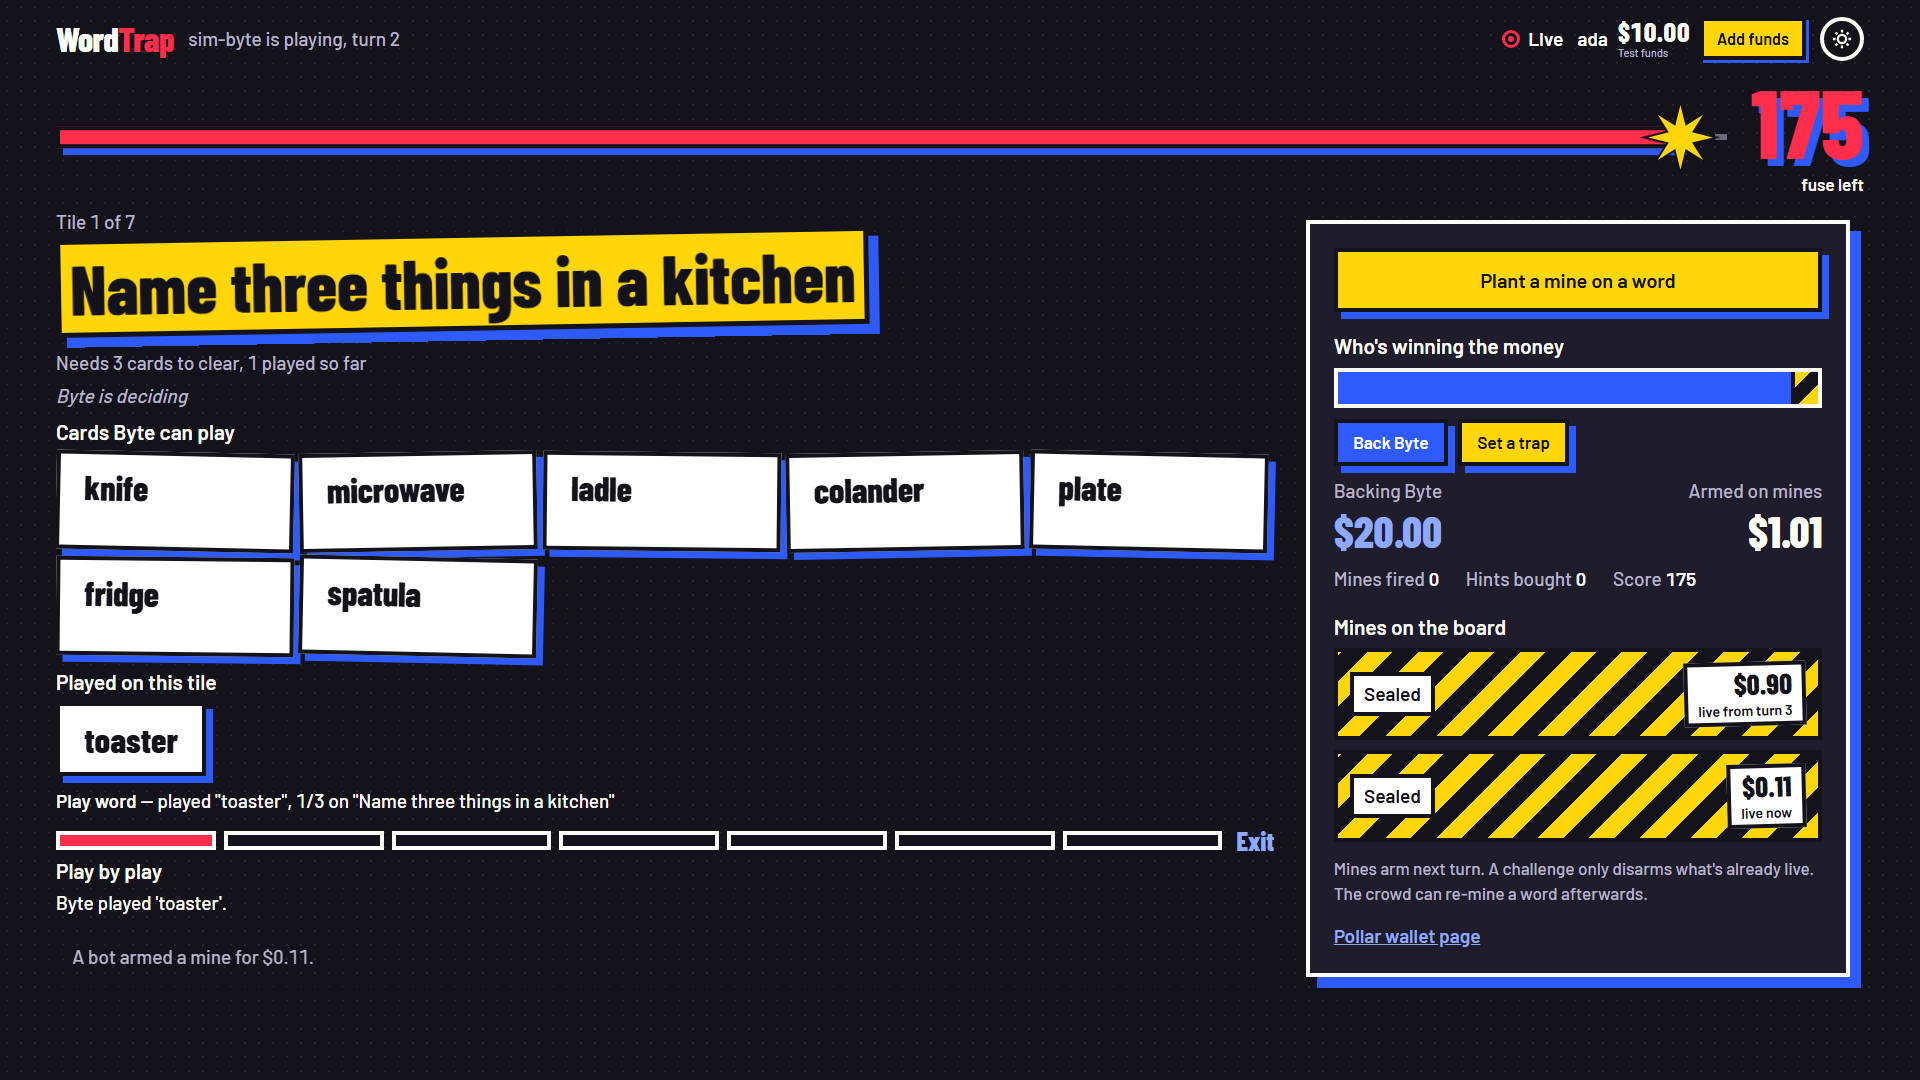 WordTrap sim-byte is playing, turn 2
Live ada $10.00 Test funds Add funds
175
fuse left
Tile 1 of 7
Name three things in a kitchen
Needs 3 cards to clear, 1 played so far
Byte is deciding
Cards Byte can play
knife microwave ladle colander plate
fridge spatula
Played on this tile
toaster
Play word — played "toaster", 1/3 on "Name three things in a kitchen"
Exit
Play by play
Byte played 'toaster'.
A bot armed a mine for $0.11.
Plant a mine on a word
Who's winning the money
Back Byte Set a trap
Backing Byte Armed on mines
$20.00 $1.01
Mines fired 0 Hints bought 0 Score 175
Mines on the board
Sealed $0.90
live from turn 3
Sealed $0.11
live now
Mines arm next turn. A challenge only disarms what's already live.
The crowd can re-mine a word afterwards.
Pollar wallet page